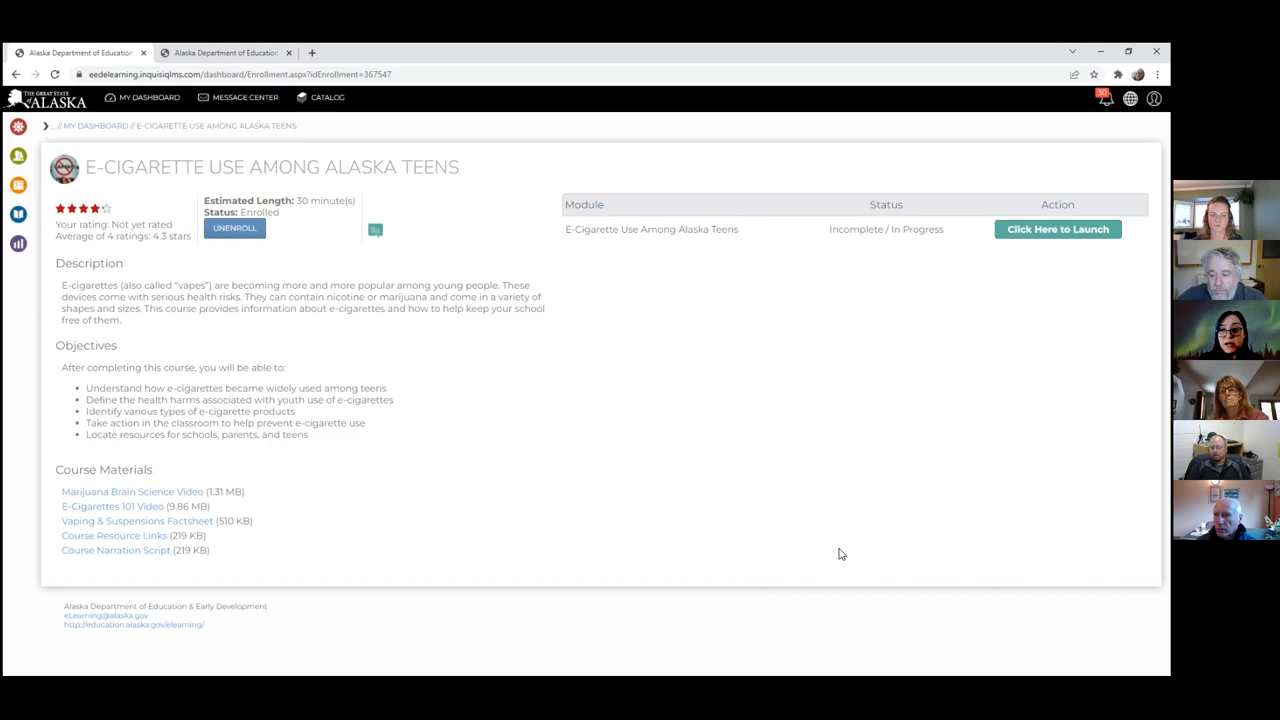 Alaska Department of Education
Alaska Department of Education
eedelearning.inquisiqlms.com/dashboard/Enrollment.aspx?idEnrollment=367547
THE GREAT STATE
of ALASKA
MY DASHBOARD
MESSAGE CENTER
CATALOG
30
... // MY DASHBOARD // E-CIGARETTE USE AMONG ALASKA TEENS
E-CIGARETTE USE AMONG ALASKA TEENS
Your rating: Not yet rated
Average of 4 ratings: 4.3 stars
Estimated Length: 30 minute(s)
Status: Enrolled
UNENROLL
Module Status Action
E-Cigarette Use Among Alaska Teens Incomplete / In Progress Click Here to Launch
Description
E-cigarettes (also called “vapes”) are becoming more and more popular among young people. These
devices come with serious health risks. They can contain nicotine or marijuana and come in a variety of
shapes and sizes. This course provides information about e-cigarettes and how to help keep your school
free of them.
Objectives
After completing this course, you will be able to:
• Understand how e-cigarettes became widely used among teens
• Define the health harms associated with youth use of e-cigarettes
• Identify various types of e-cigarette products
• Take action in the classroom to help prevent e-cigarette use
• Locate resources for schools, parents, and teens
Course Materials
Marijuana Brain Science Video (1.31 MB)
E-Cigarettes 101 Video (9.86 MB)
Vaping & Suspensions Factsheet (510 KB)
Course Resource Links (219 KB)
Course Narration Script (219 KB)
Alaska Department of Education & Early Development
eLearning@alaska.gov
http://education.alaska.gov/elearning/